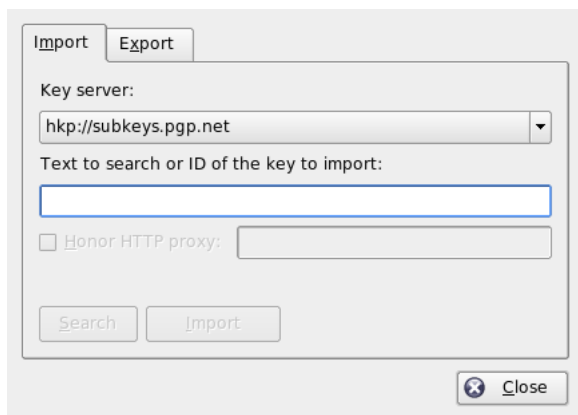 Import Export
Key server:
hkp://subkeys.pgp.net
Text to search or ID of the key to import:
Honor HTTP proxy:
Search Import
Close